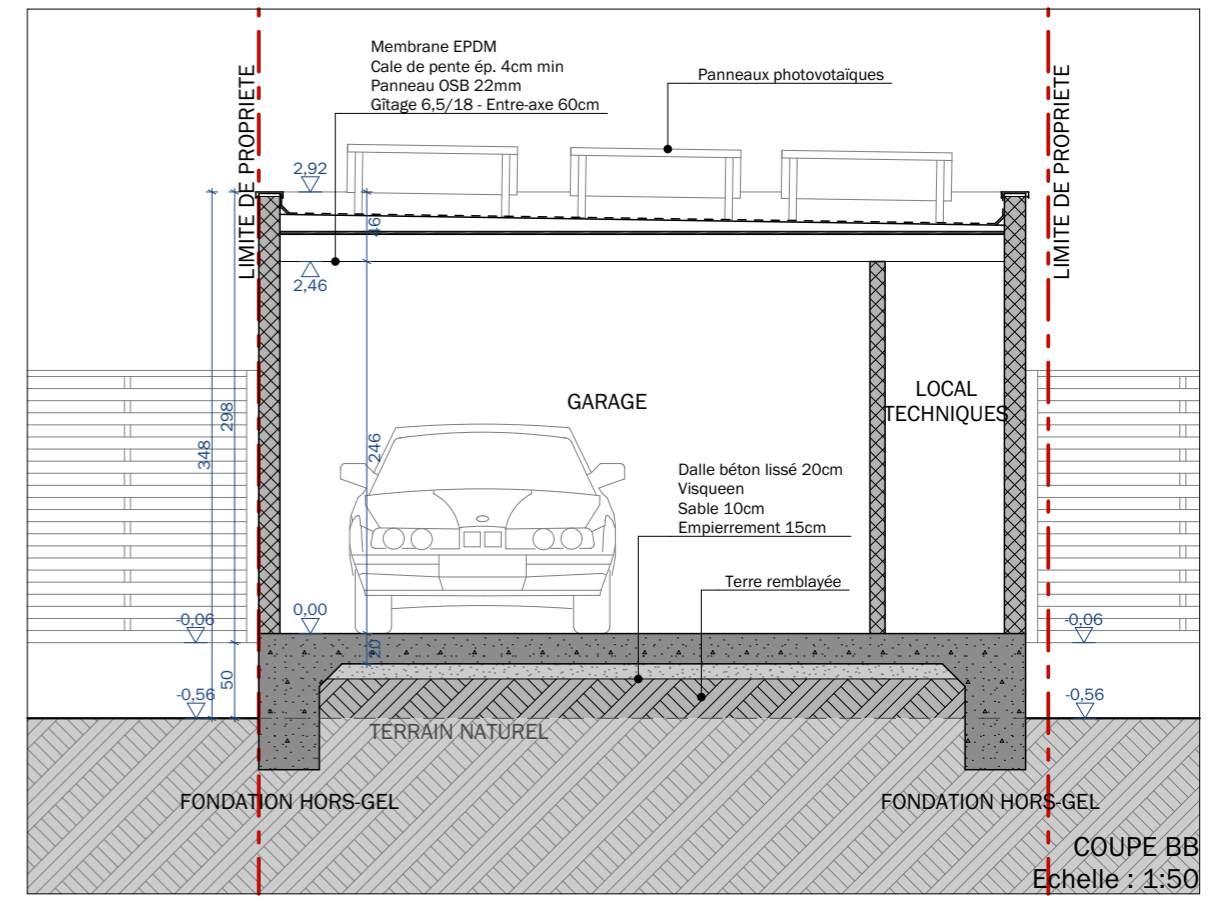 Membrane EPDM
Cale de pente ép. 4cm min
Panneau OSB 22mm
Gîtage 6,5/18 - Entre-axe 60cm
Panneaux photovotaïques
LIMITE DE PROPRIETE
LIMITE DE PROPRIETE
2,92
46
2,46
GARAGE
LOCAL
TECHNIQUES
298
348
246
Dalle béton lissé 20cm
Visqueen
Sable 10cm
Empierrement 15cm
Terre remblayée
0,00
-0,06
-0,06
20
50
-0,56
-0,56
TERRAIN NATUREL
FONDATION HORS-GEL
FONDATION HORS-GEL
COUPE BB
Echelle : 1:50